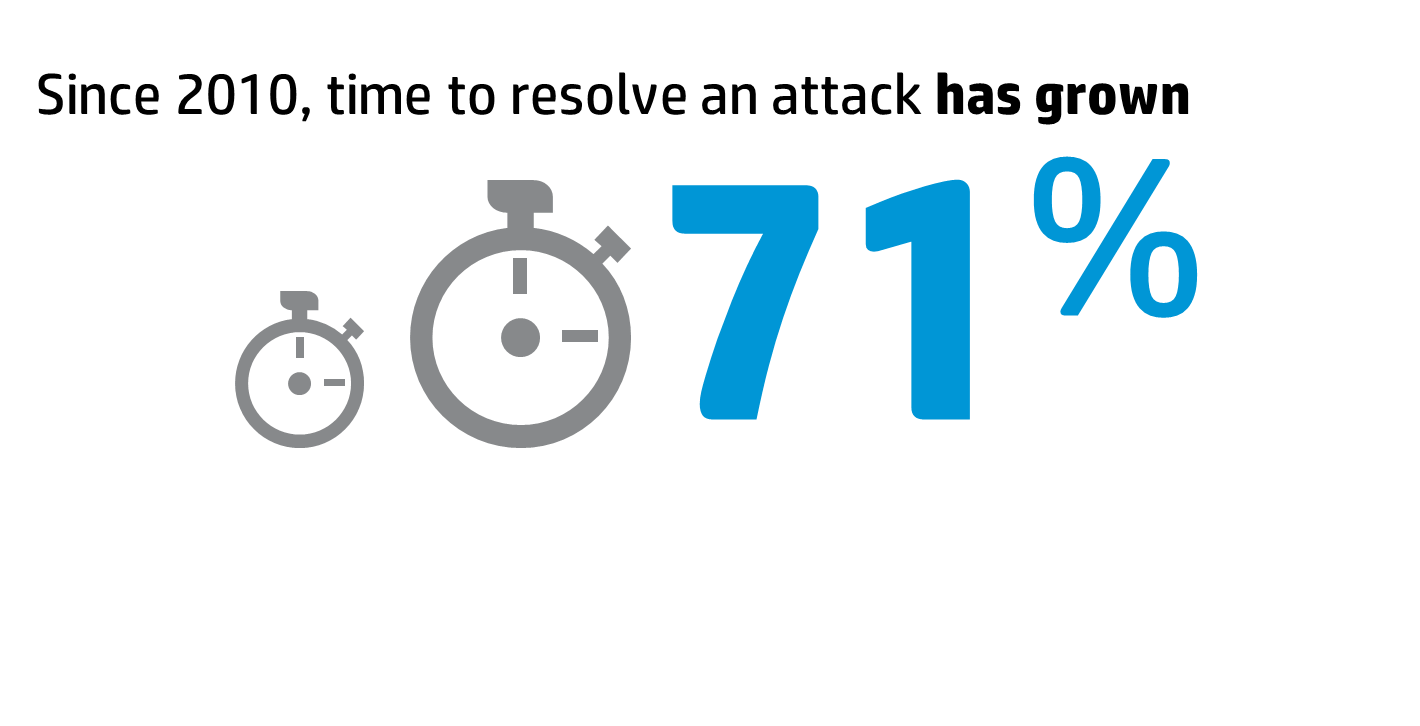 Since 2010, time to resolve an attack has grown
71%